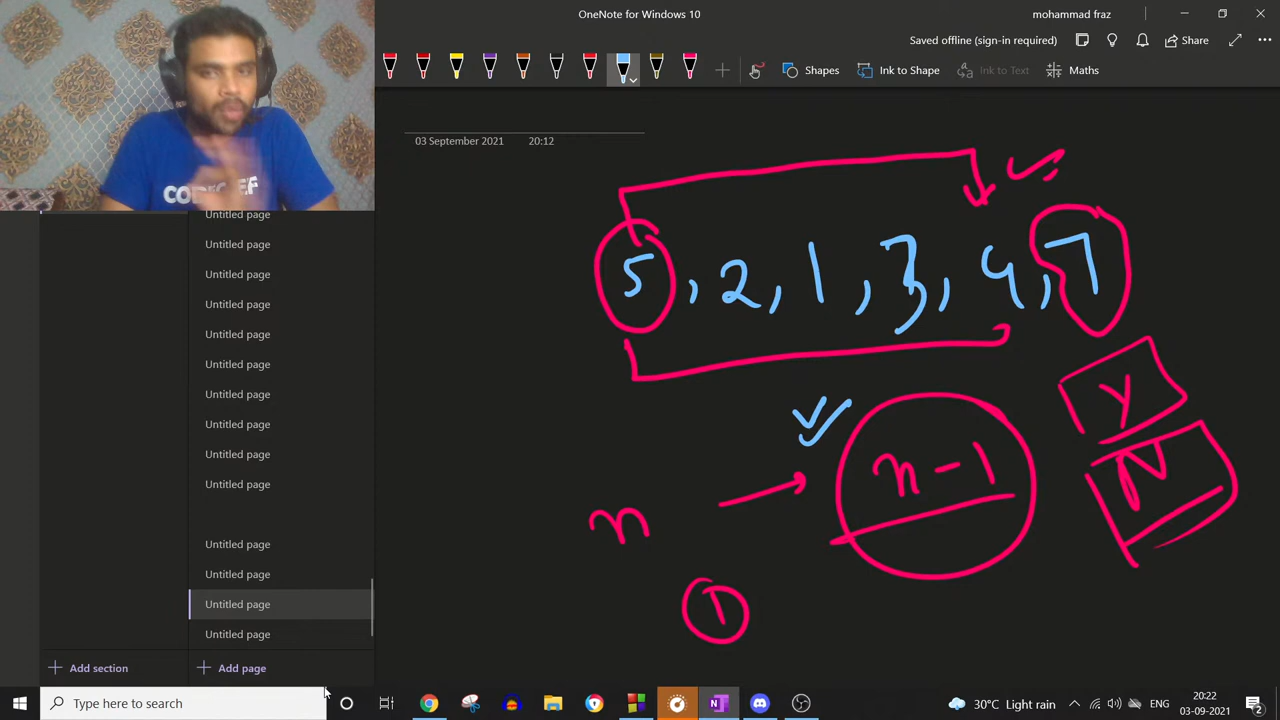 OneNote for Windows 10
mohammad fraz
Saved offline (sign-in required)
Share
Shapes
Ink to Shape
Ink to Text
Maths
03 September 2021 20:12
5, 2, 1, 3, 4, 7
Y
N
n → n-1
1
Untitled page
Untitled page
Untitled page
Untitled page
Untitled page
Untitled page
Untitled page
Untitled page
Untitled page
Untitled page
Untitled page
Untitled page
Untitled page
Untitled page
Add section
Add page
Type here to search
30°C Light rain
ENG
20:22
03-09-2021
2